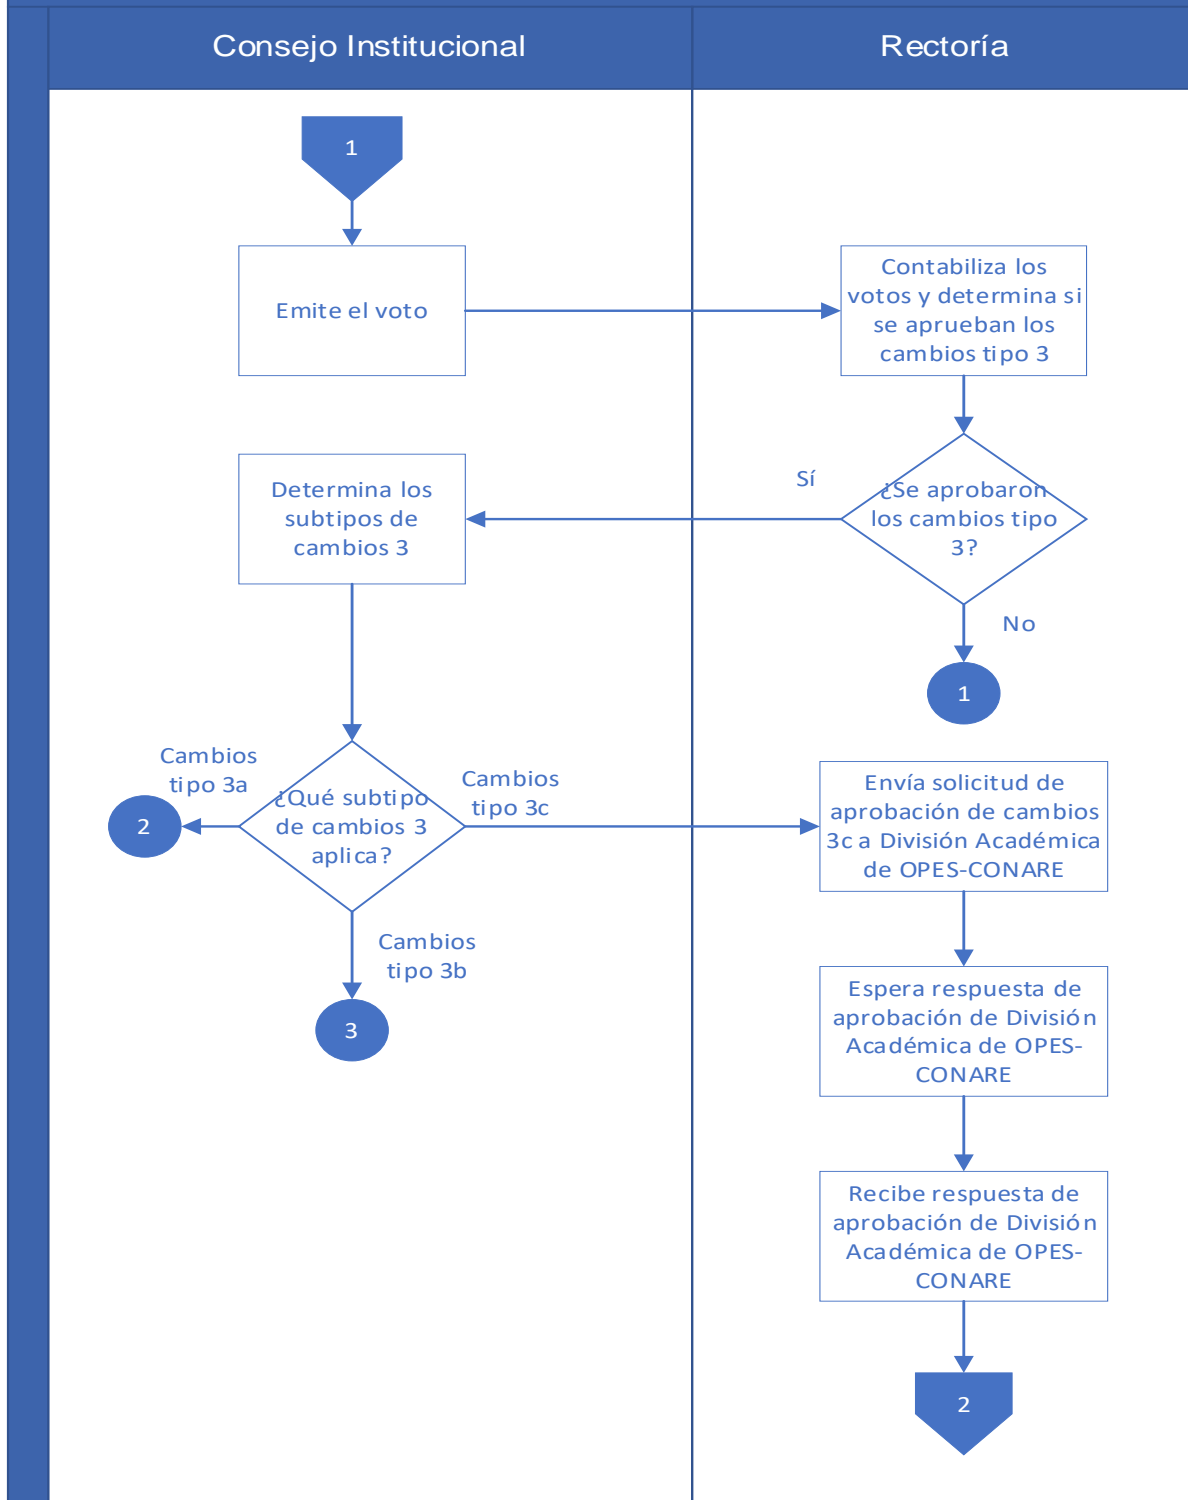 Consejo Institucional
Rectoría
1
Emite el voto
Contabiliza los
votos y determina si
se aprueban los
cambios tipo 3
¿Se aprobaron
los cambios tipo
3?
Sí
No
1
Determina los
subtipos de
cambios 3
¿Qué subtipo
de cambios 3
aplica?
Cambios
tipo 3a
2
Cambios
tipo 3b
3
Cambios
tipo 3c
Envía solicitud de
aprobación de cambios
3c a División Académica
de OPES-CONARE
Espera respuesta de
aprobación de División
Académica de OPES-
CONARE
Recibe respuesta de
aprobación de División
Académica de OPES-
CONARE
2